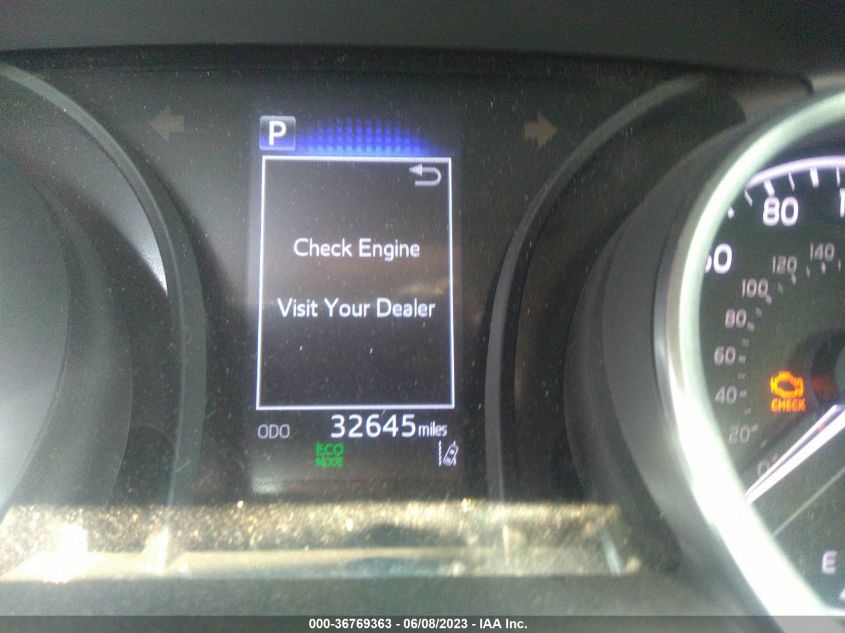 P
Check Engine
Visit Your Dealer
ODO 32645 miles
ECO
MODE
80
140
120
100
80
60
40
20
0
CHECK
E
000-36769363 - 06/08/2023 - IAA Inc.